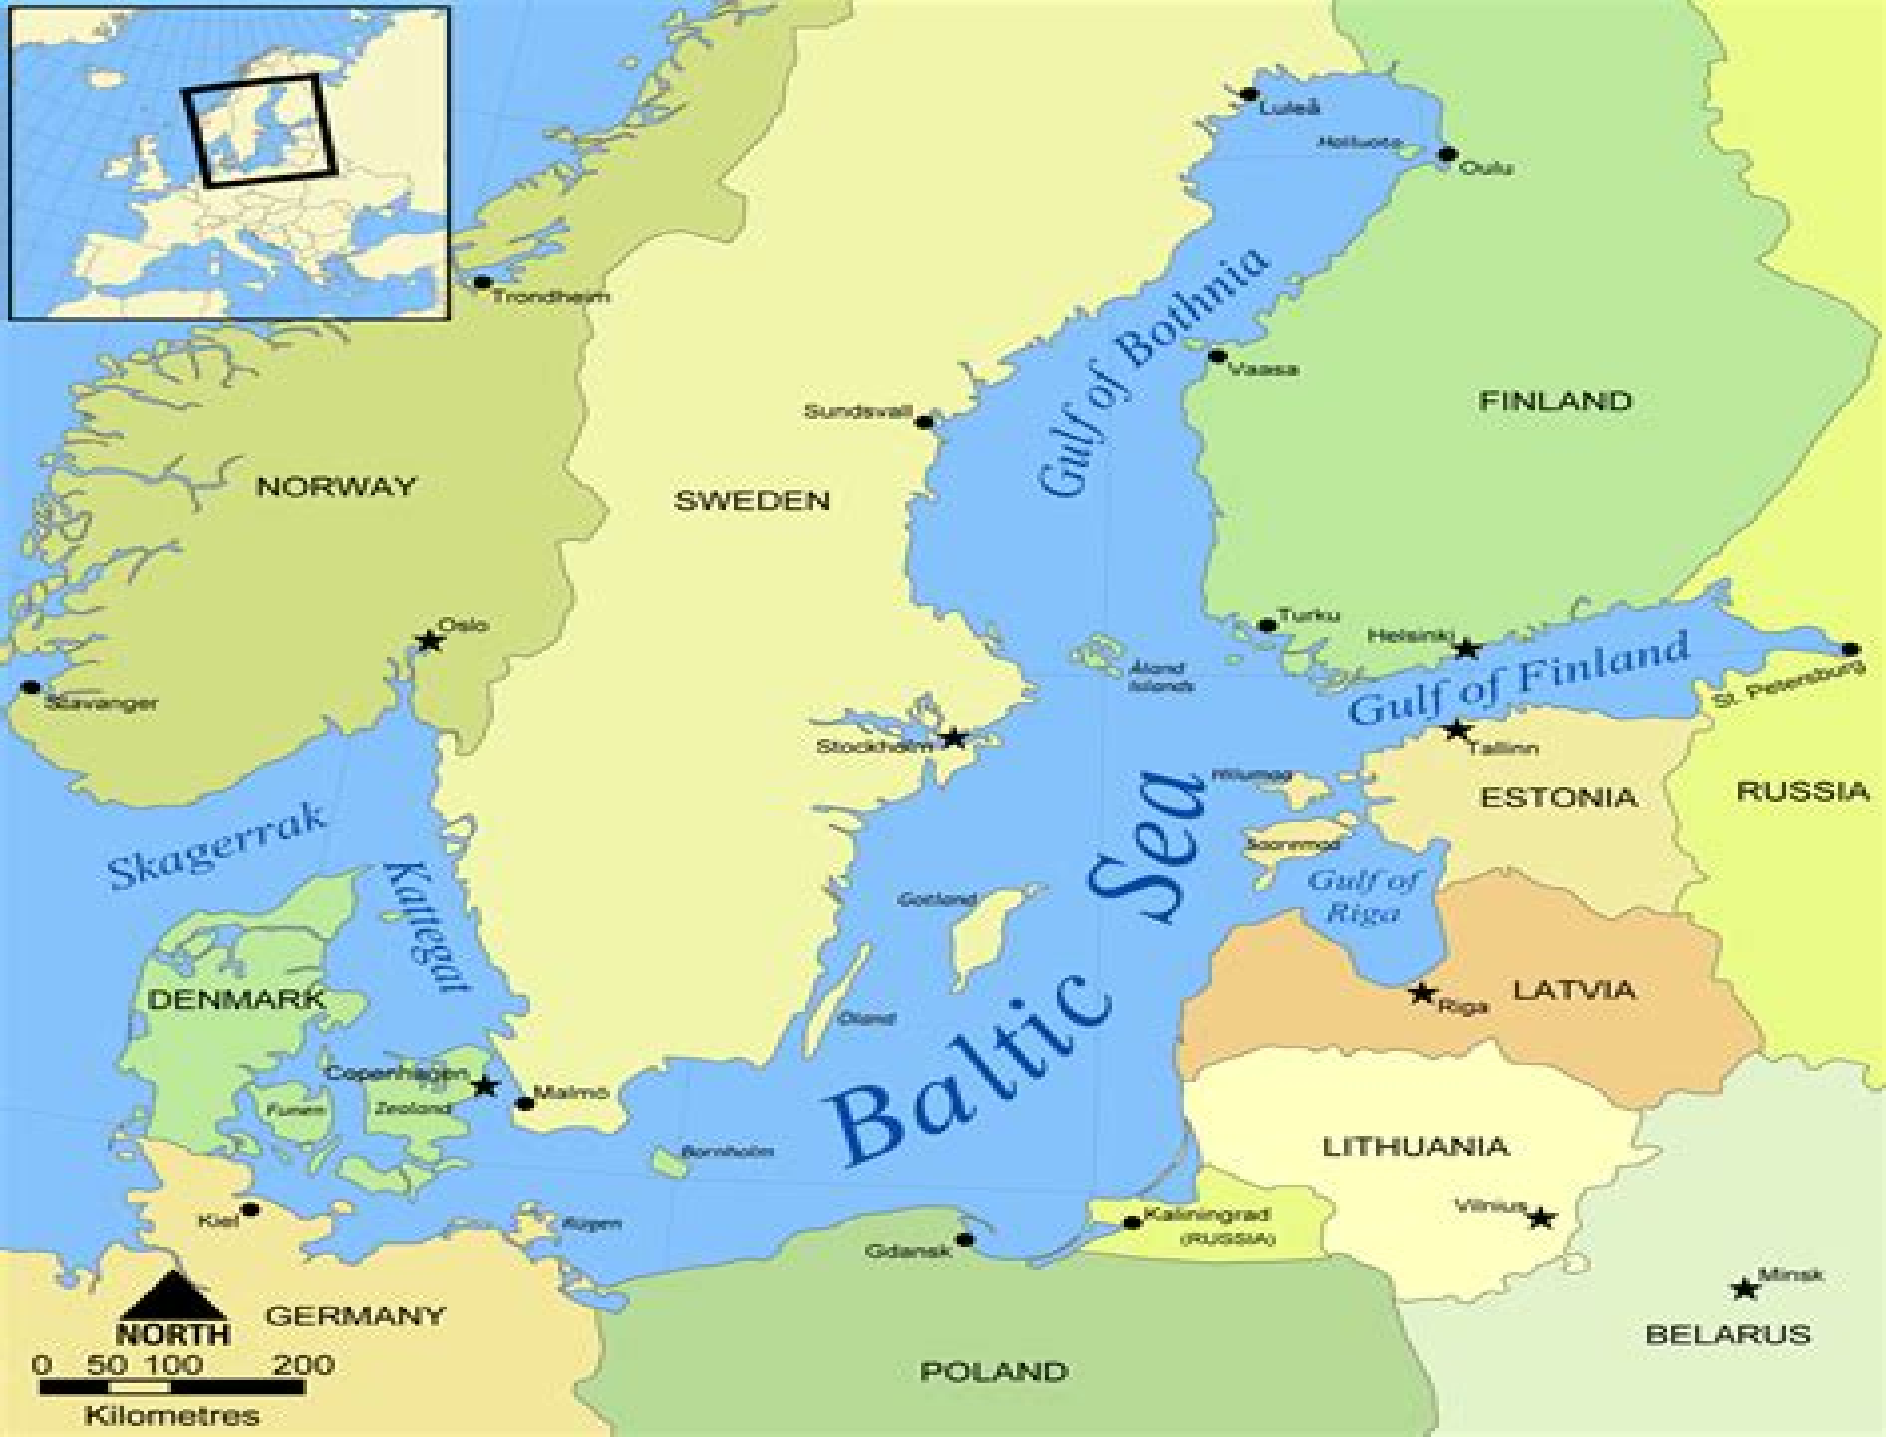 Luleå
Hailuoto
Oulu
Trondheim
Gulf of Bothnia
Vaasa
Sundsvall
FINLAND
NORWAY
SWEDEN
Turku
Helsinki
Oslo
Åland
Islands
Gulf of Finland
St. Petersburg
Stavanger
Stockholm
Tallinn
Hiiumaa
ESTONIA
RUSSIA
Skagerrak
Kattegat
Saaremaa
Gulf of
Riga
Gotland
Baltic Sea
DENMARK
Öland
Riga
LATVIA
Copenhagen
Malmö
Funen
Zealand
Bornholm
LITHUANIA
Vilnius
Kiel
Rügen
Gdansk
Kaliningrad
(RUSSIA)
Minsk
BELARUS
GERMANY
NORTH
0 50 100 200
Kilometres
POLAND